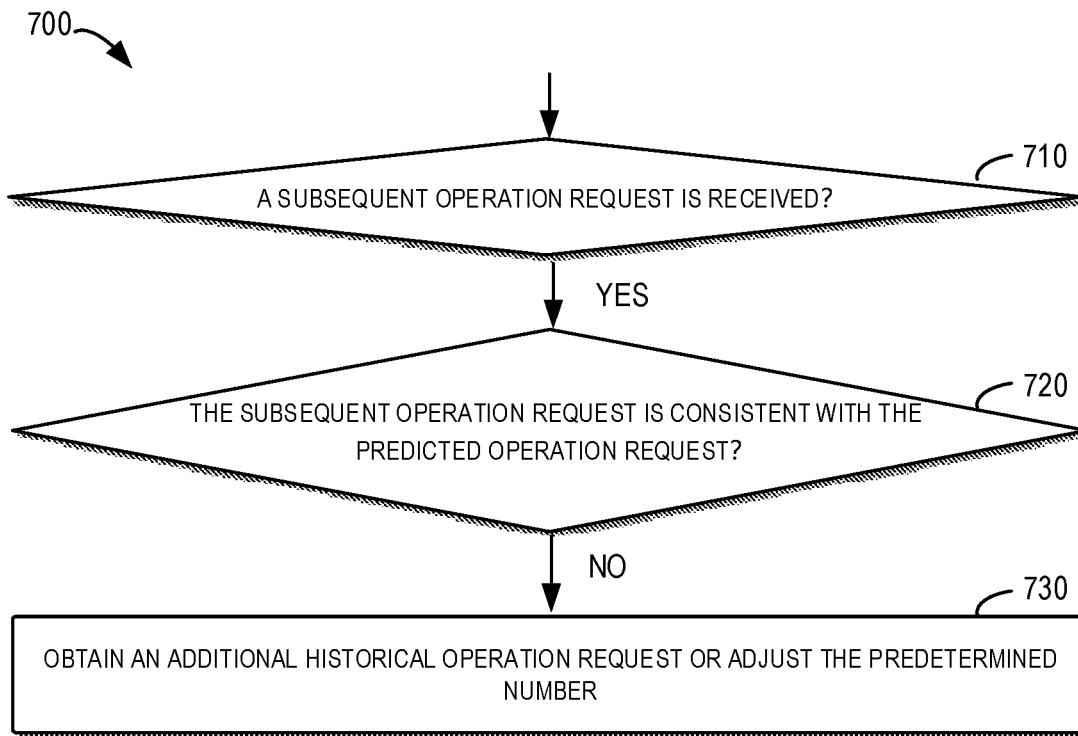 700
710
A SUBSEQUENT OPERATION REQUEST IS RECEIVED?
YES
720
THE SUBSEQUENT OPERATION REQUEST IS CONSISTENT WITH THE
PREDICTED OPERATION REQUEST?
NO
730
OBTAIN AN ADDITIONAL HISTORICAL OPERATION REQUEST OR ADJUST THE PREDETERMINED
NUMBER